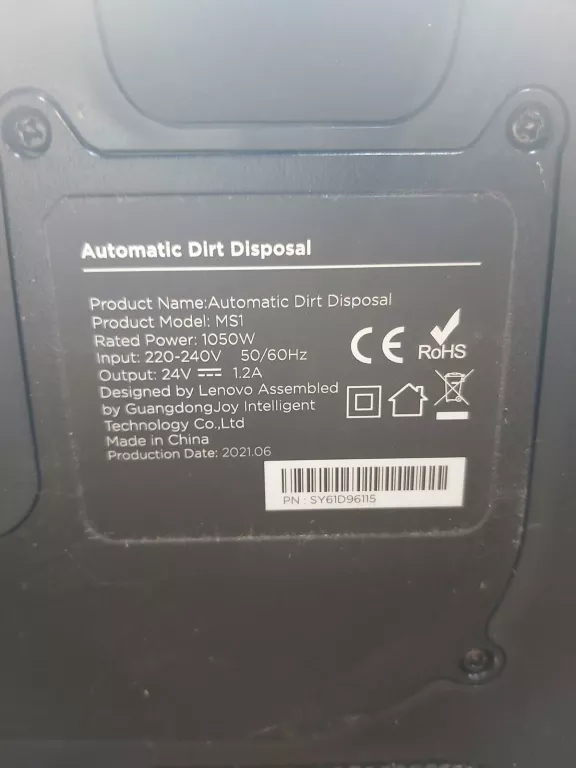 Automatic Dirt Disposal
Product Name:Automatic Dirt Disposal
Product Model: MS1
Rated Power: 1050W
Input: 220-240V 50/60Hz
Output: 24V ⎓ 1.2A
Designed by Lenovo Assembled
by GuangdongJoy Intelligent
Technology Co.,Ltd
Made in China
Production Date: 2021.06
CE
RoHS
PN : SY61D96115